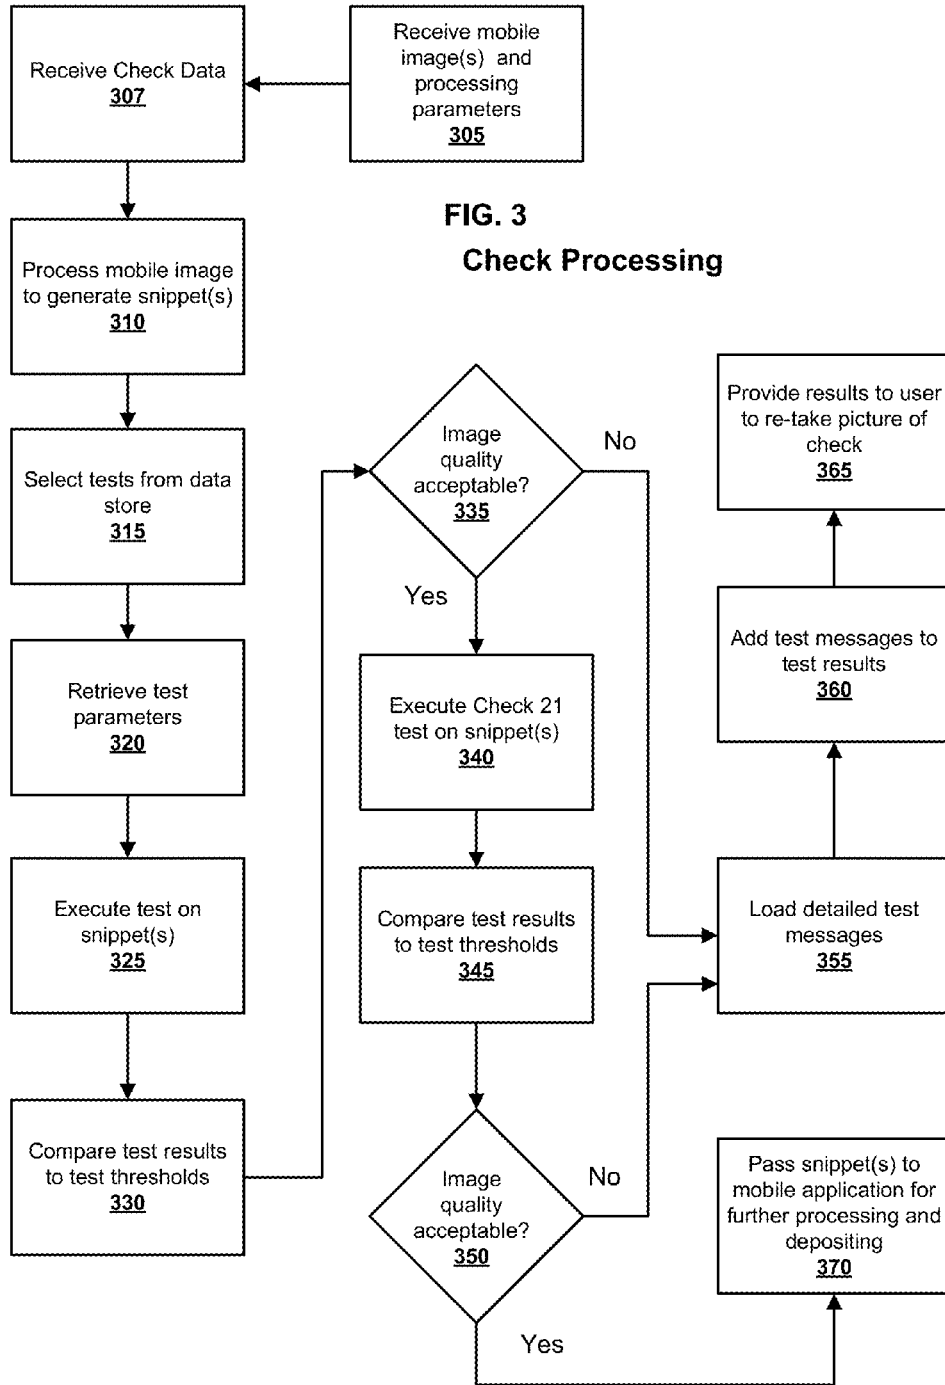 Receive Check Data
307
Receive mobile
image(s) and
processing
parameters
305
FIG. 3
Check Processing
Process mobile image
to generate snippet(s)
310
Select tests from data
store
315
Retrieve test
parameters
320
Execute test on
snippet(s)
325
Compare test results
to test thresholds
330
Image
quality
acceptable?
335
No
Yes
Execute Check 21
test on snippet(s)
340
Compare test results
to test thresholds
345
Image
quality
acceptable?
350
No
Yes
Provide results to user
to re-take picture of
check
365
Add test messages to
test results
360
Load detailed test
messages
355
Pass snippet(s) to
mobile application for
further processing and
depositing
370